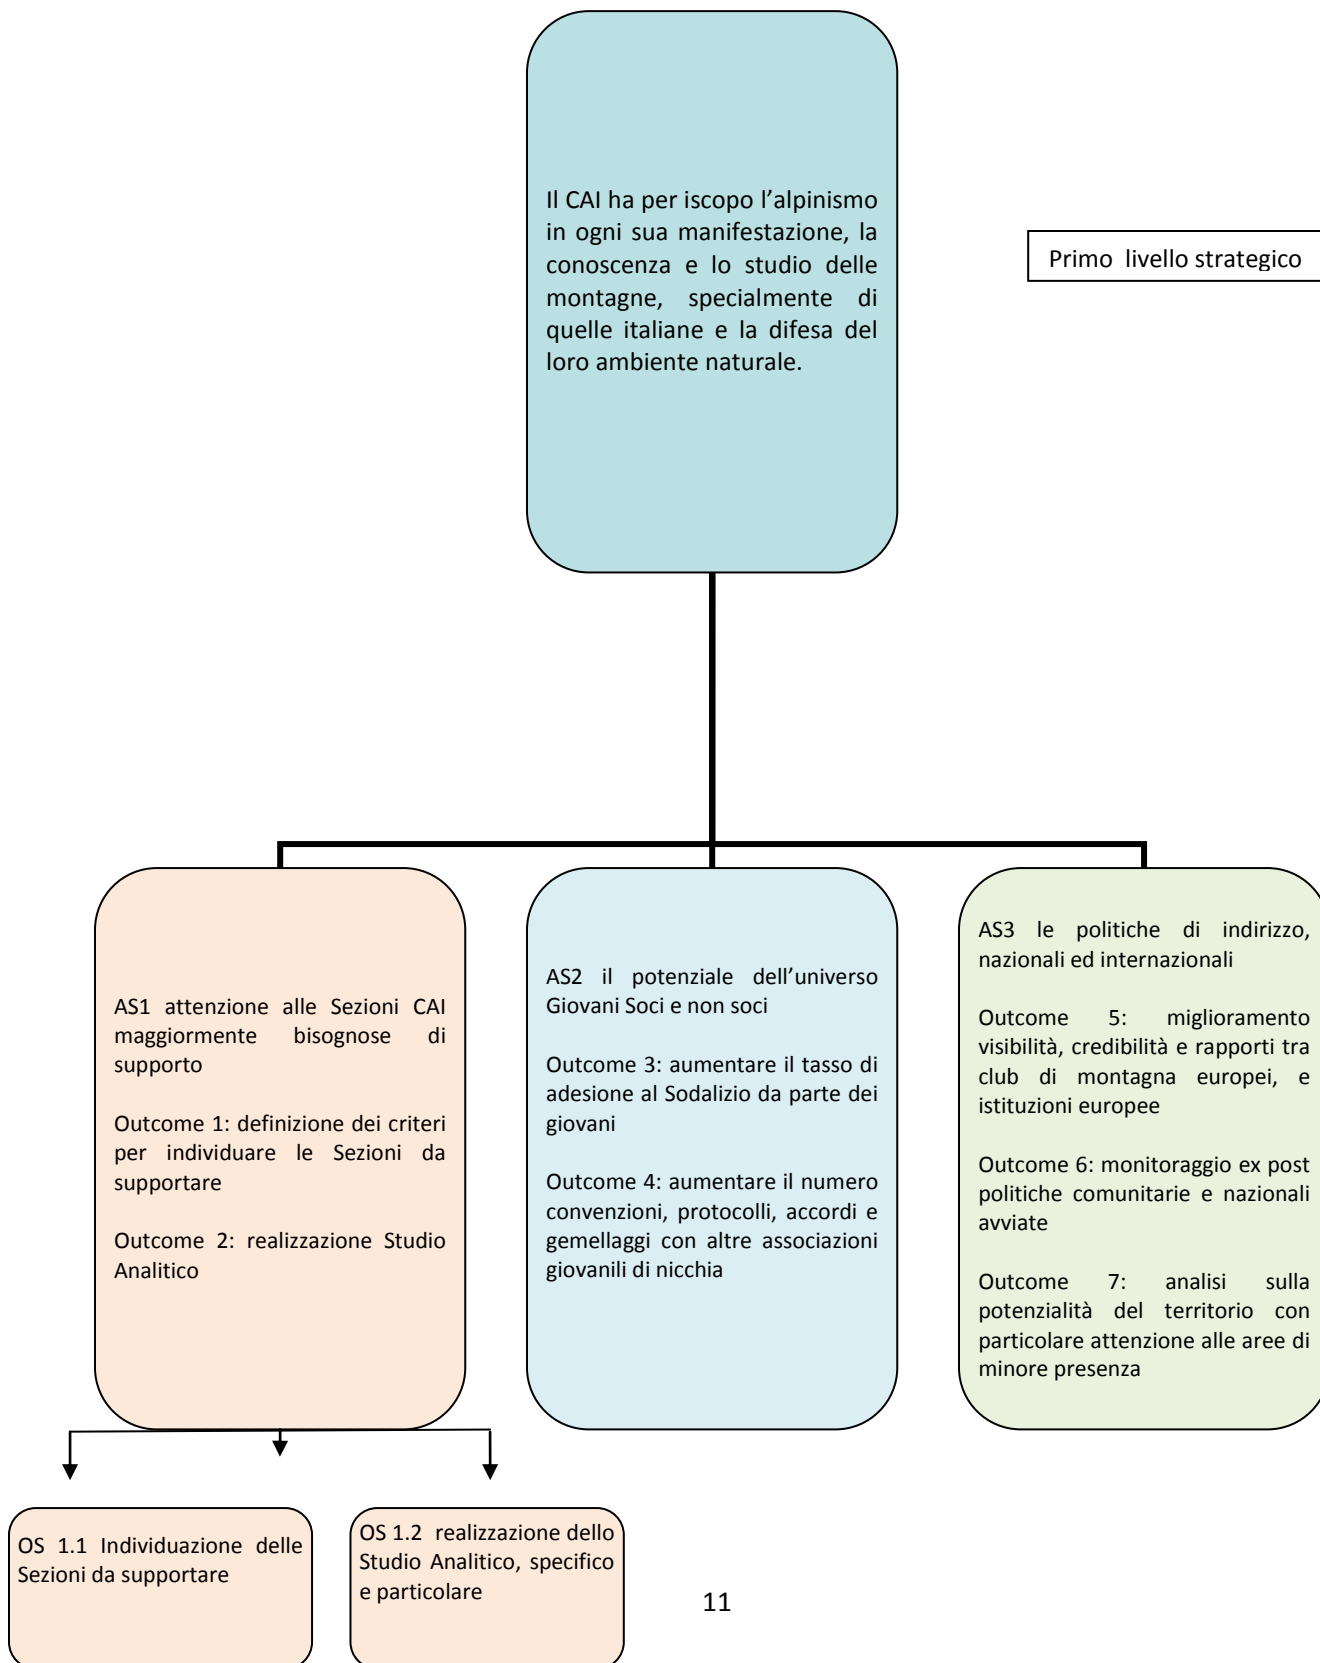 Il CAI ha per iscopo l’alpinismo
in ogni sua manifestazione, la
conoscenza e lo studio delle
montagne, specialmente di
quelle italiane e la difesa del
loro ambiente naturale.
Primo livello strategico
AS1 attenzione alle Sezioni CAI
maggiormente bisognose di
supporto
Outcome 1: definizione dei criteri
per individuare le Sezioni da
supportare
Outcome 2: realizzazione Studio
Analitico
AS2 il potenziale dell’universo
Giovani Soci e non soci
Outcome 3: aumentare il tasso di
adesione al Sodalizio da parte dei
giovani
Outcome 4: aumentare il numero
convenzioni, protocolli, accordi e
gemellaggi con altre associazioni
giovanili di nicchia
AS3 le politiche di indirizzo,
nazionali ed internazionali
Outcome 5: miglioramento
visibilità, credibilità e rapporti tra
club di montagna europei, e
istituzioni europee
Outcome 6: monitoraggio ex post
politiche comunitarie e nazionali
avviate
Outcome 7: analisi sulla
potenzialità del territorio con
particolare attenzione alle aree di
minore presenza
OS 1.1 Individuazione delle
Sezioni da supportare
OS 1.2 realizzazione dello
Studio Analitico, specifico
e particolare
11